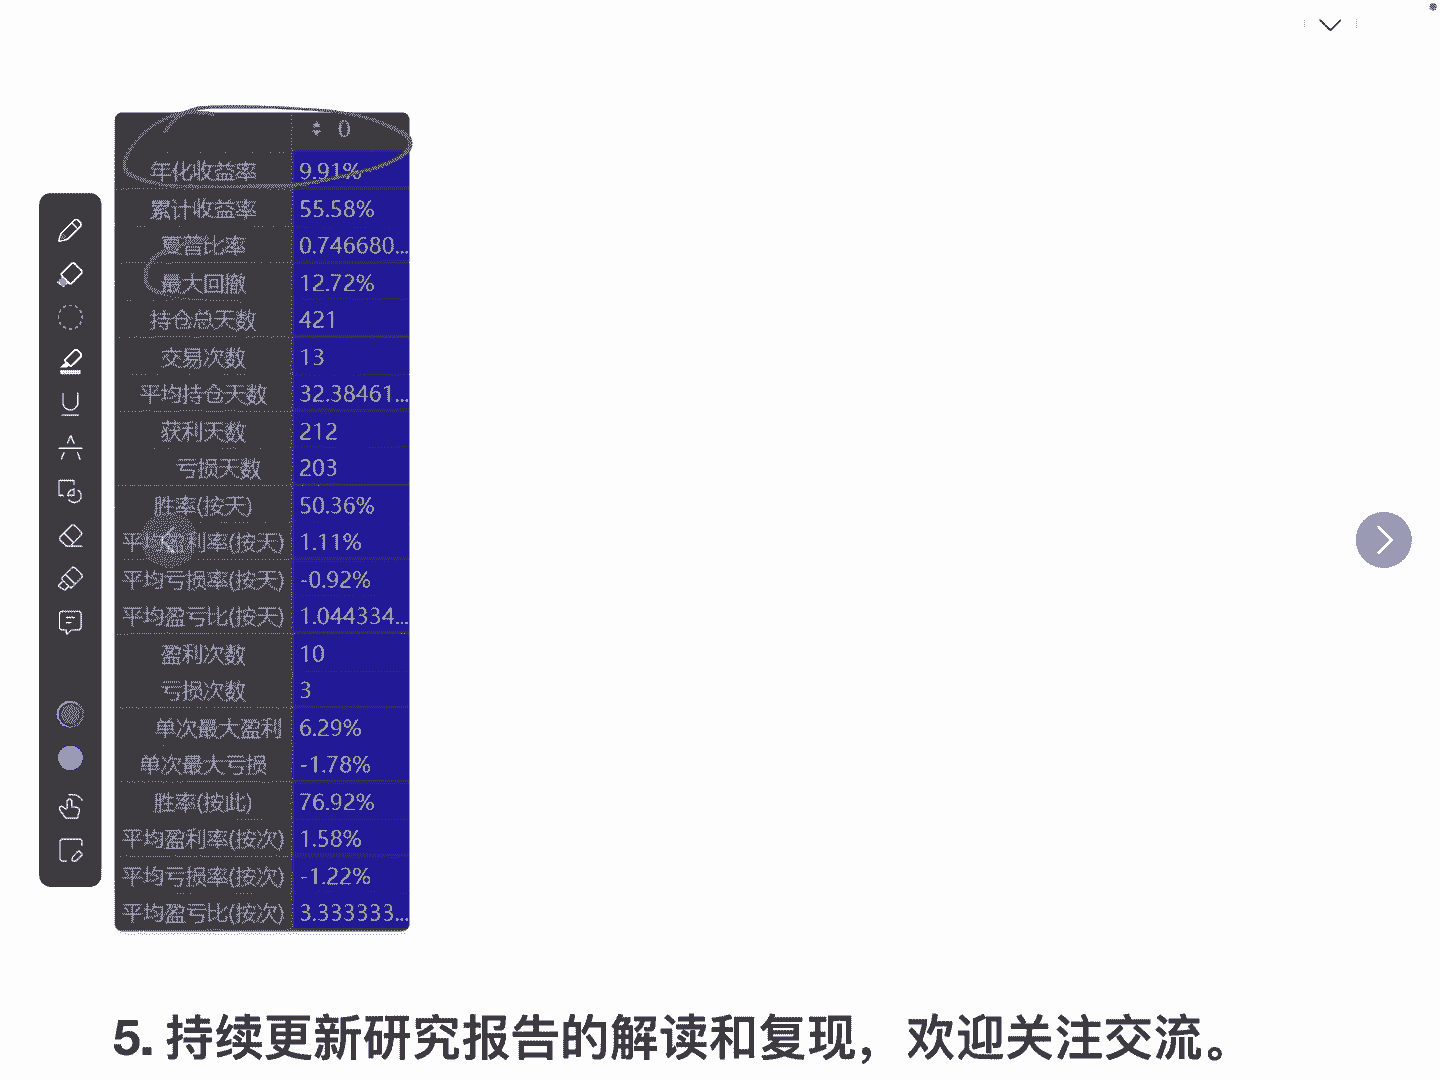 0
年化收益率 9.91%
累计收益率 55.58%
夏普比率 0.746680...
最大回撤 12.72%
持仓总天数 421
交易次数 13
平均持仓天数 32.38461...
获利天数 212
亏损天数 203
胜率(按天) 50.36%
平均盈利率(按天) 1.11%
平均亏损率(按天) -0.92%
平均盈亏比(按天) 1.044334...
盈利次数 10
亏损次数 3
单次最大盈利 6.29%
单次最大亏损 -1.78%
胜率(按此) 76.92%
平均盈利率(按次) 1.58%
平均亏损率(按次) -1.22%
平均盈亏比(按次) 3.333333...
5. 持续更新研究报告的解读和复现，欢迎关注交流。